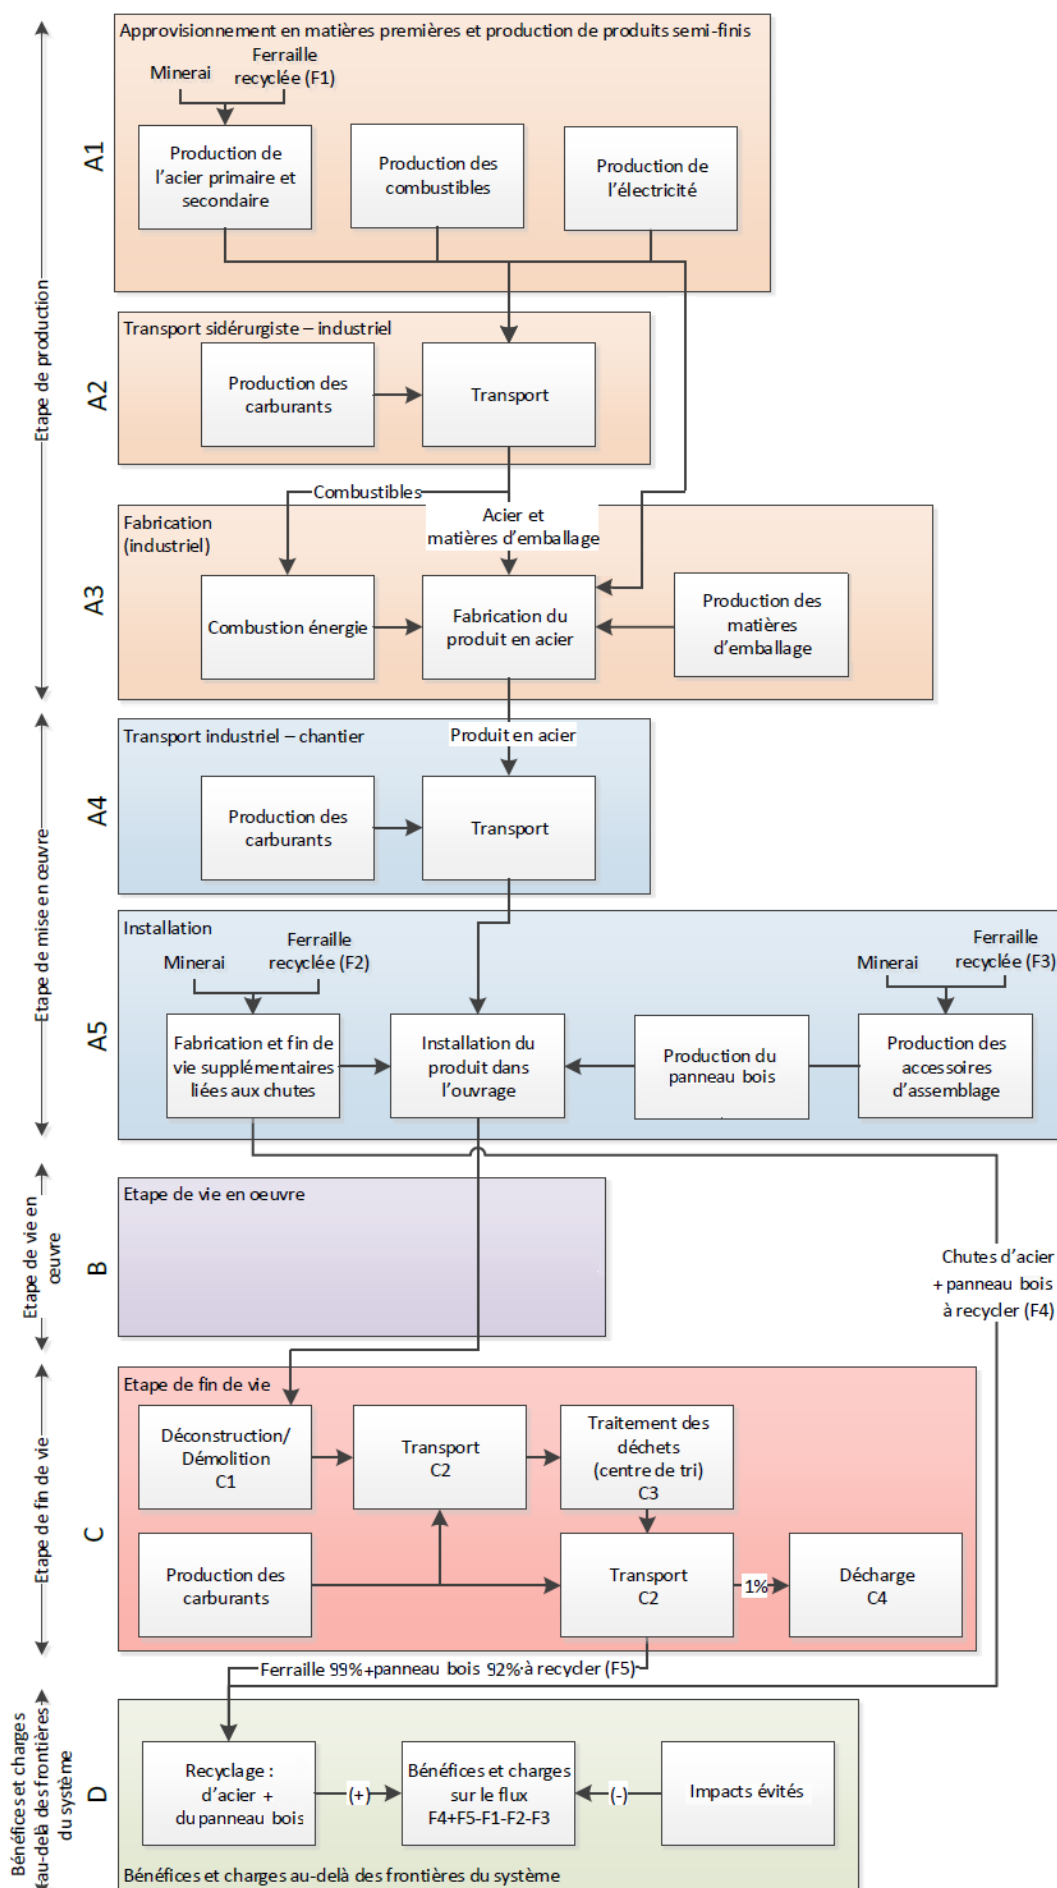 Etape de production
A1
Approvisionnement en matières premières et production de produits semi-finis
Minerai
Ferraille
recyclée (F1)
Production de
l'acier primaire et
secondaire
Production des
combustibles
Production de
l'électricité
A2
Transport sidérurgiste – industriel
Production des
carburants
Transport
Combustibles
Acier et
matières d'emballage
A3
Fabrication
(industriel)
Combustion énergie
Fabrication du
produit en acier
Production des
matières
d'emballage
Etape de mise en œuvre
A4
Transport industriel – chantier
Produit en acier
Production des
carburants
Transport
A5
Installation
Minerai
Ferraille
recyclée (F2)
Minerai
Ferraille
recyclée (F3)
Fabrication et fin de
vie supplémentaires
liées aux chutes
Installation du
produit dans
l'ouvrage
Production du
panneau bois
Production des
accessoires
d'assemblage
Etape de vie en
œuvre
B
Etape de vie en oeuvre
Chutes d'acier
+ panneau bois
à recycler (F4)
Etape de fin de vie
C
Etape de fin de vie
Déconstruction/
Démolition
C1
Transport
C2
Traitement des
déchets
(centre de tri)
C3
Production des
carburants
Transport
C2
1%
Décharge
C4
Ferraille 99%+panneau bois 92% à recycler (F5)
Bénéfices et charges
au-delà des frontières
du système
D
Recyclage :
d'acier +
du panneau bois
(+)
Bénéfices et charges
sur le flux
F4+F5-F1-F2-F3
(-)
Impacts évités
Bénéfices et charges au-delà des frontières du système